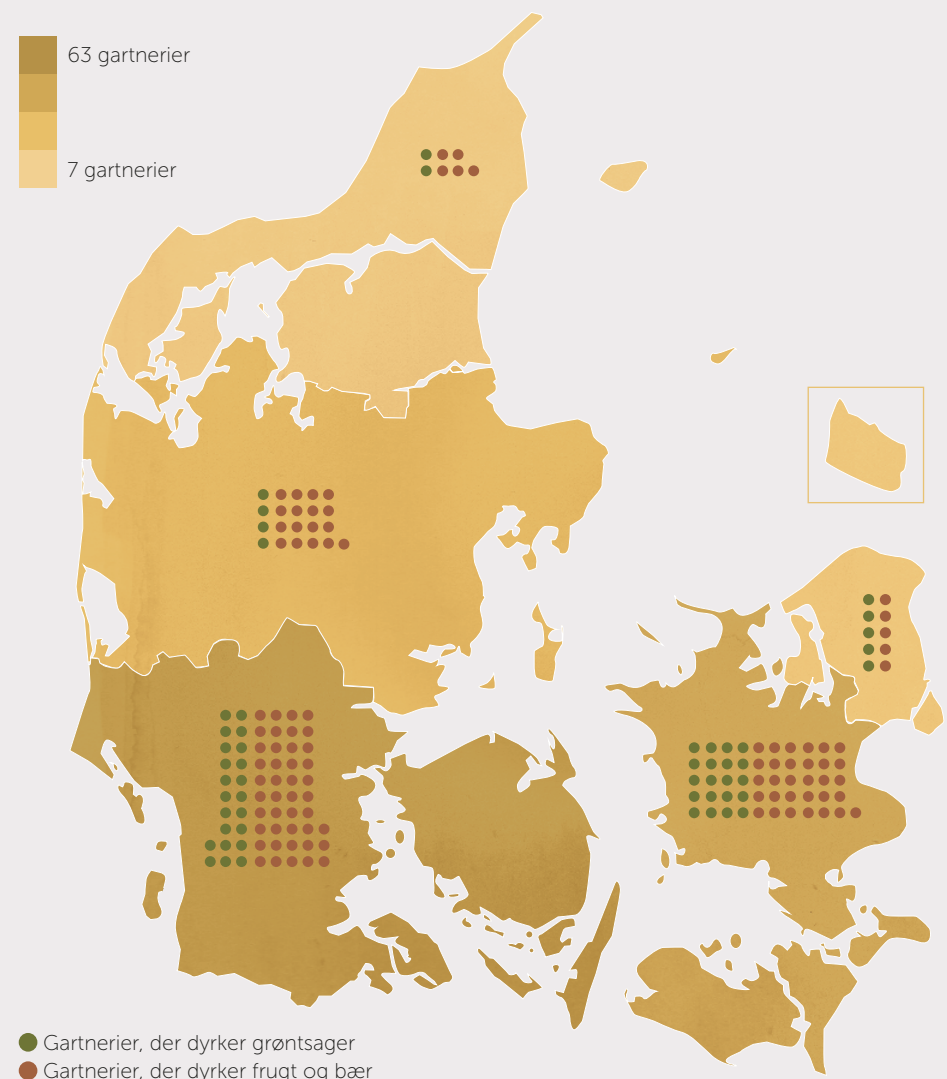 63 gartnerier
7 gartnerier
Gartnerier, der dyrker grøntsager
Gartnerier, der dyrker frugt og bær